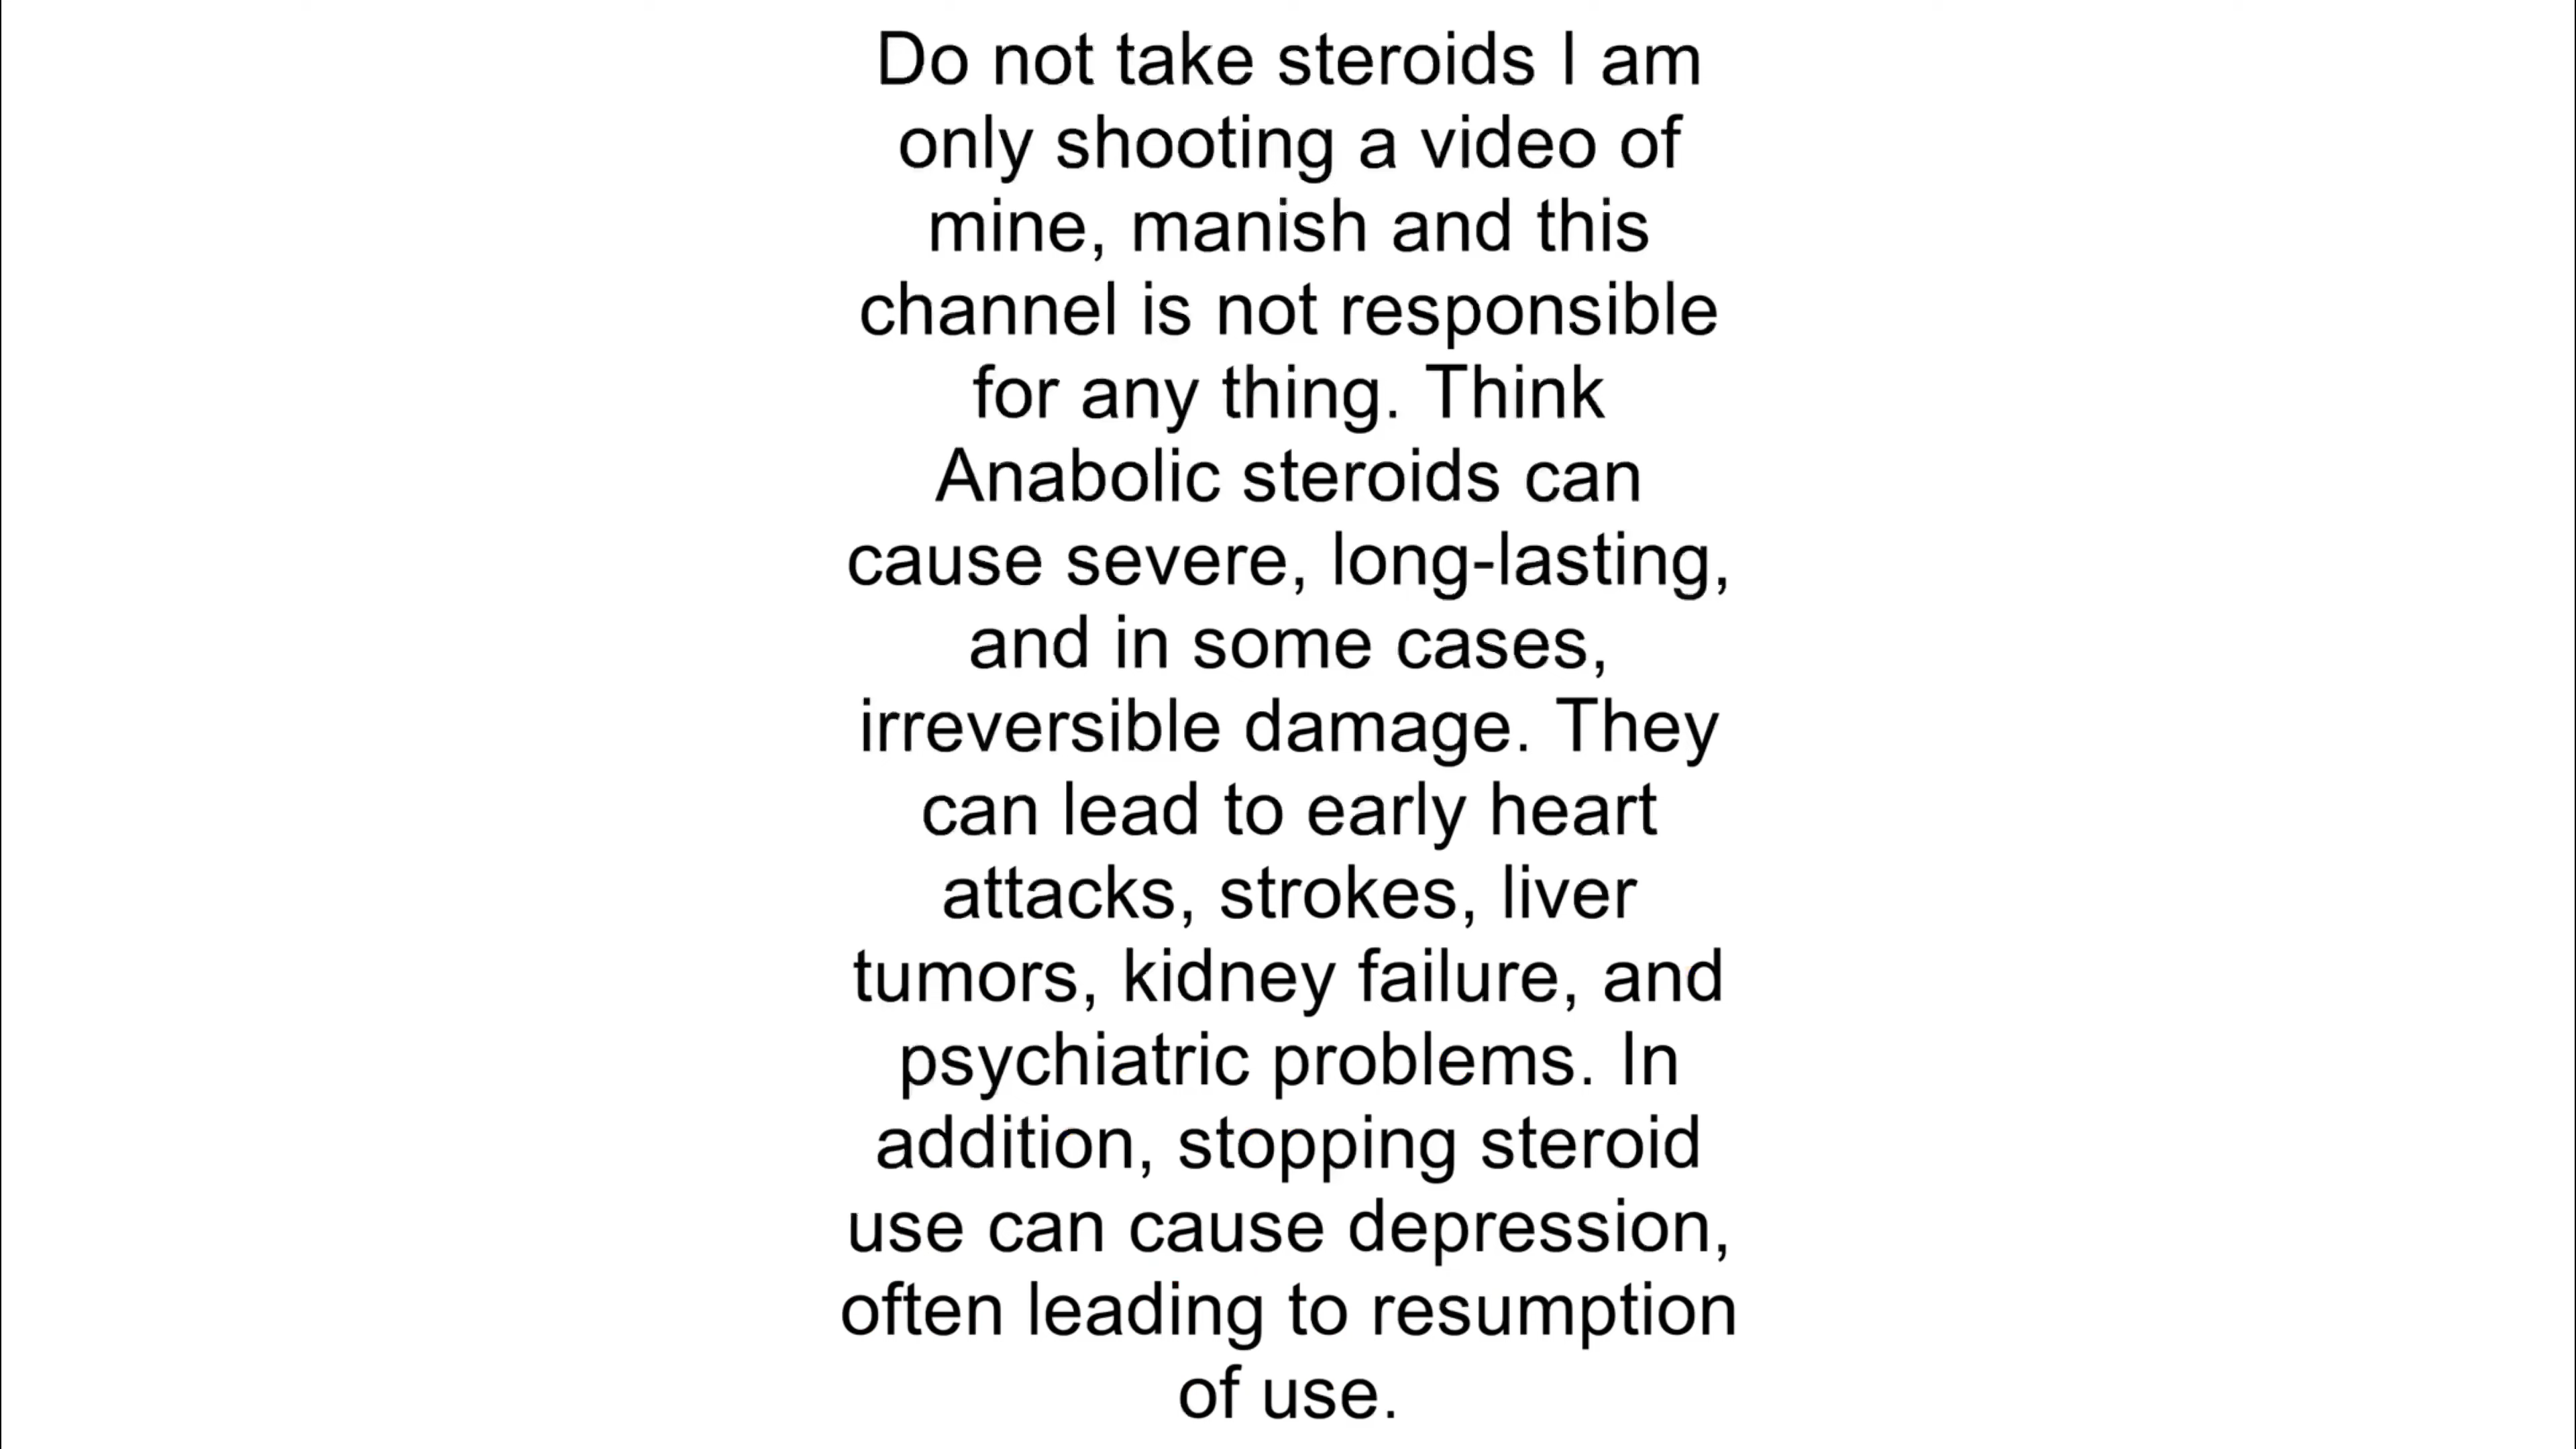 Do not take steroids I am
only shooting a video of
mine, manish and this
channel is not responsible
for any thing. Think
Anabolic steroids can
cause severe, long-lasting,
and in some cases,
irreversible damage. They
can lead to early heart
attacks, strokes, liver
tumors, kidney failure, and
psychiatric problems. In
addition, stopping steroid
use can cause depression,
often leading to resumption
of use.